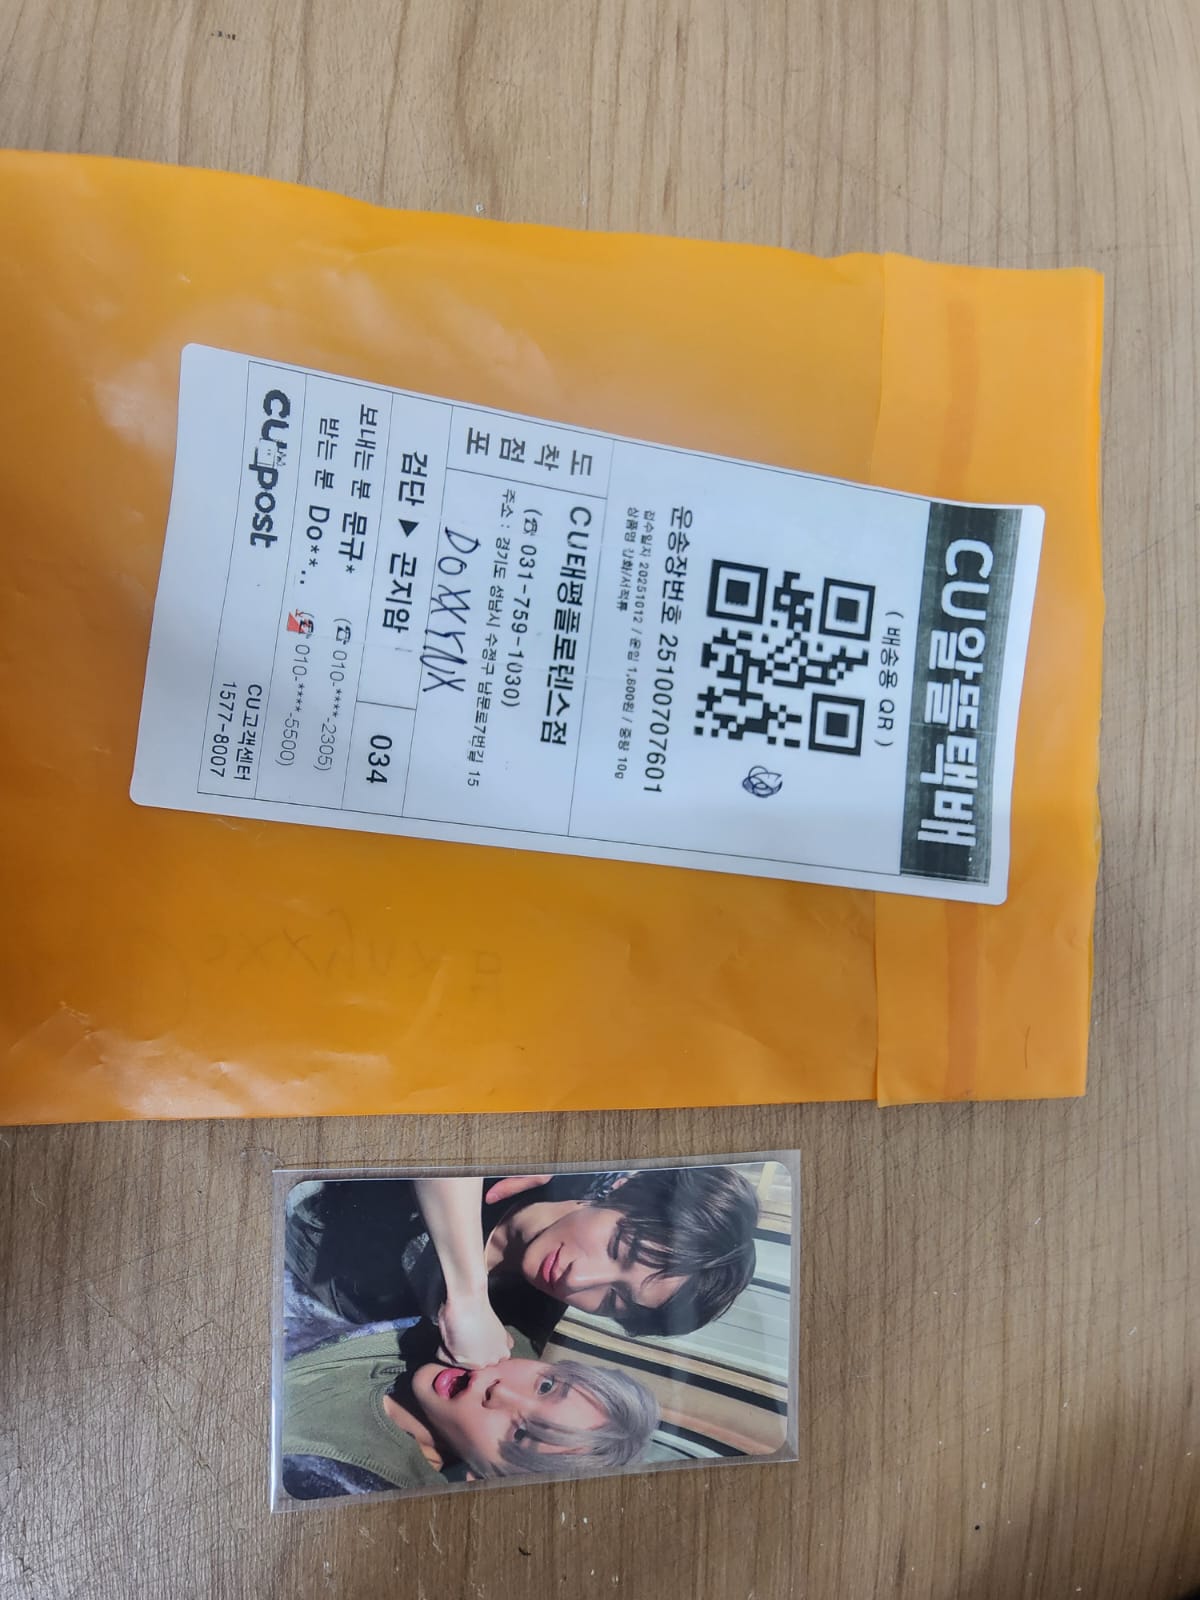 CU알뜰택배
( 배송용 QR )
운송장번호 2510070707601
접수일자 20251012 / 운임 1,800원 / 중량 10g
상품명 잡화/서적류
도착점포
CU태평플로렌스점
(☎ 031-759-1030)
주소 : 경기도 성남시 수정구 남문로7번길 15
검단 ▶ 곤지암
034
보내는 분 문규* (☎ 010-****-2305)
받는 분 Do**.. (☎ 010-****-5500)
CU post
CU고객센터
1577-8007